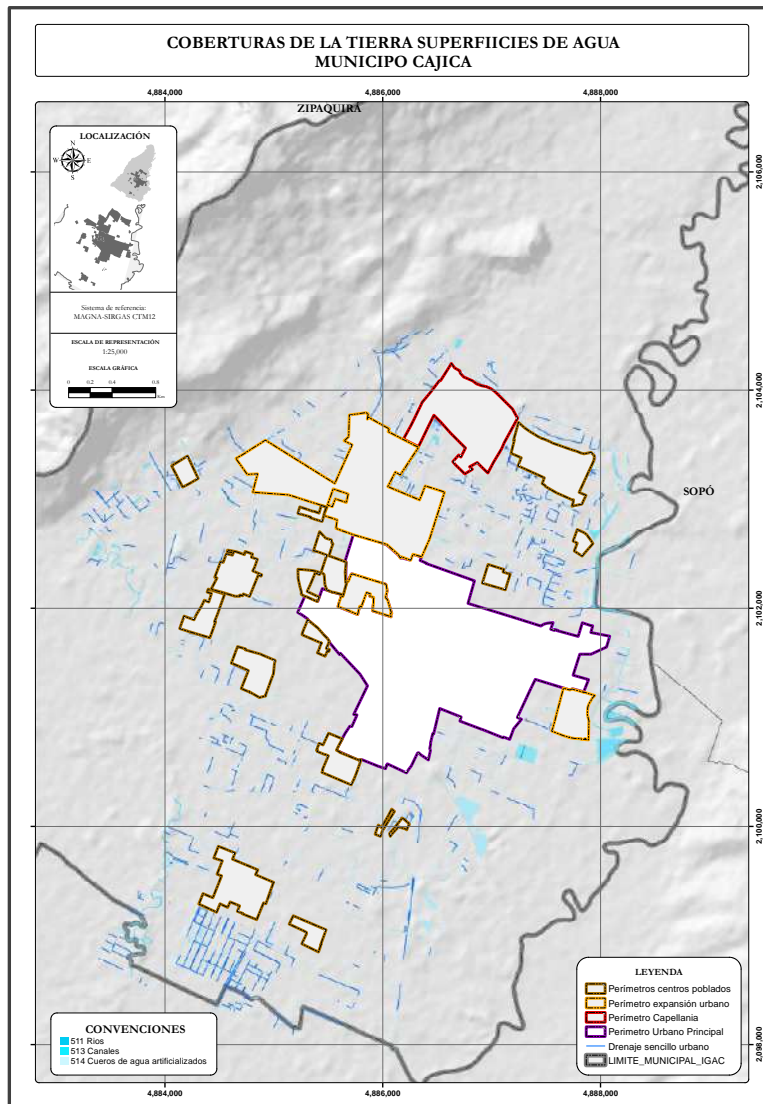 COBERTURAS DE LA TIERRA SUPERFIICIES DE AGUA
MUNICIPO CAJICA
4,884,000
4,886,000
4,888,000
ZIPAQUIRÁ
LOCALIZACIÓN
N
W
E
S
Sistema de referencia:
MAGNA-SIRGAS CTM12
ESCALA DE REPRESENTACIÓN
1:25,000
ESCALA GRÁFICA
0 0.2 0.4 0.8
Km
2,106,000
2,104,000
SOPÓ
2,102,000
2,100,000
2,098,000
LEYENDA
Perímetros centros poblados
Perímetro expansión urbano
Perímetro Capellania
Perimetro Urbano Principal
Drenaje sencillo urbano
LIMITE_MUNICIPAL_IGAC
CONVENCIONES
511 Rios
513 Canales
514 Cueros de agua artificializados
4,884,000
4,886,000
4,888,000